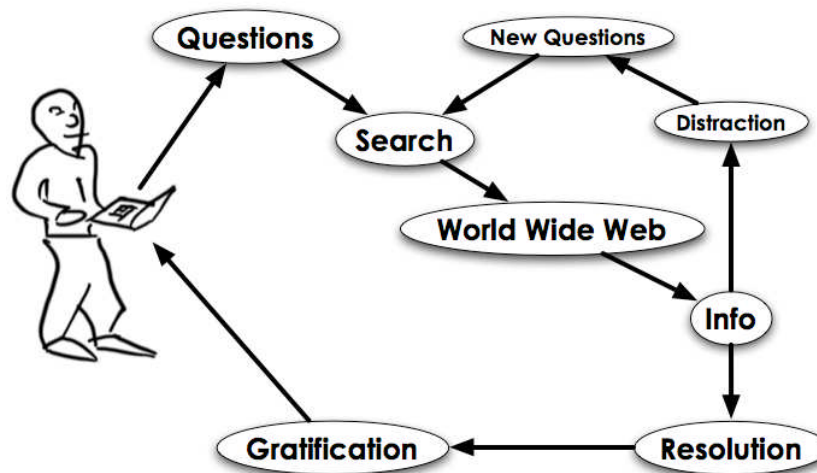 Questions
New Questions
Search
Distraction
World Wide Web
Info
Gratification
Resolution